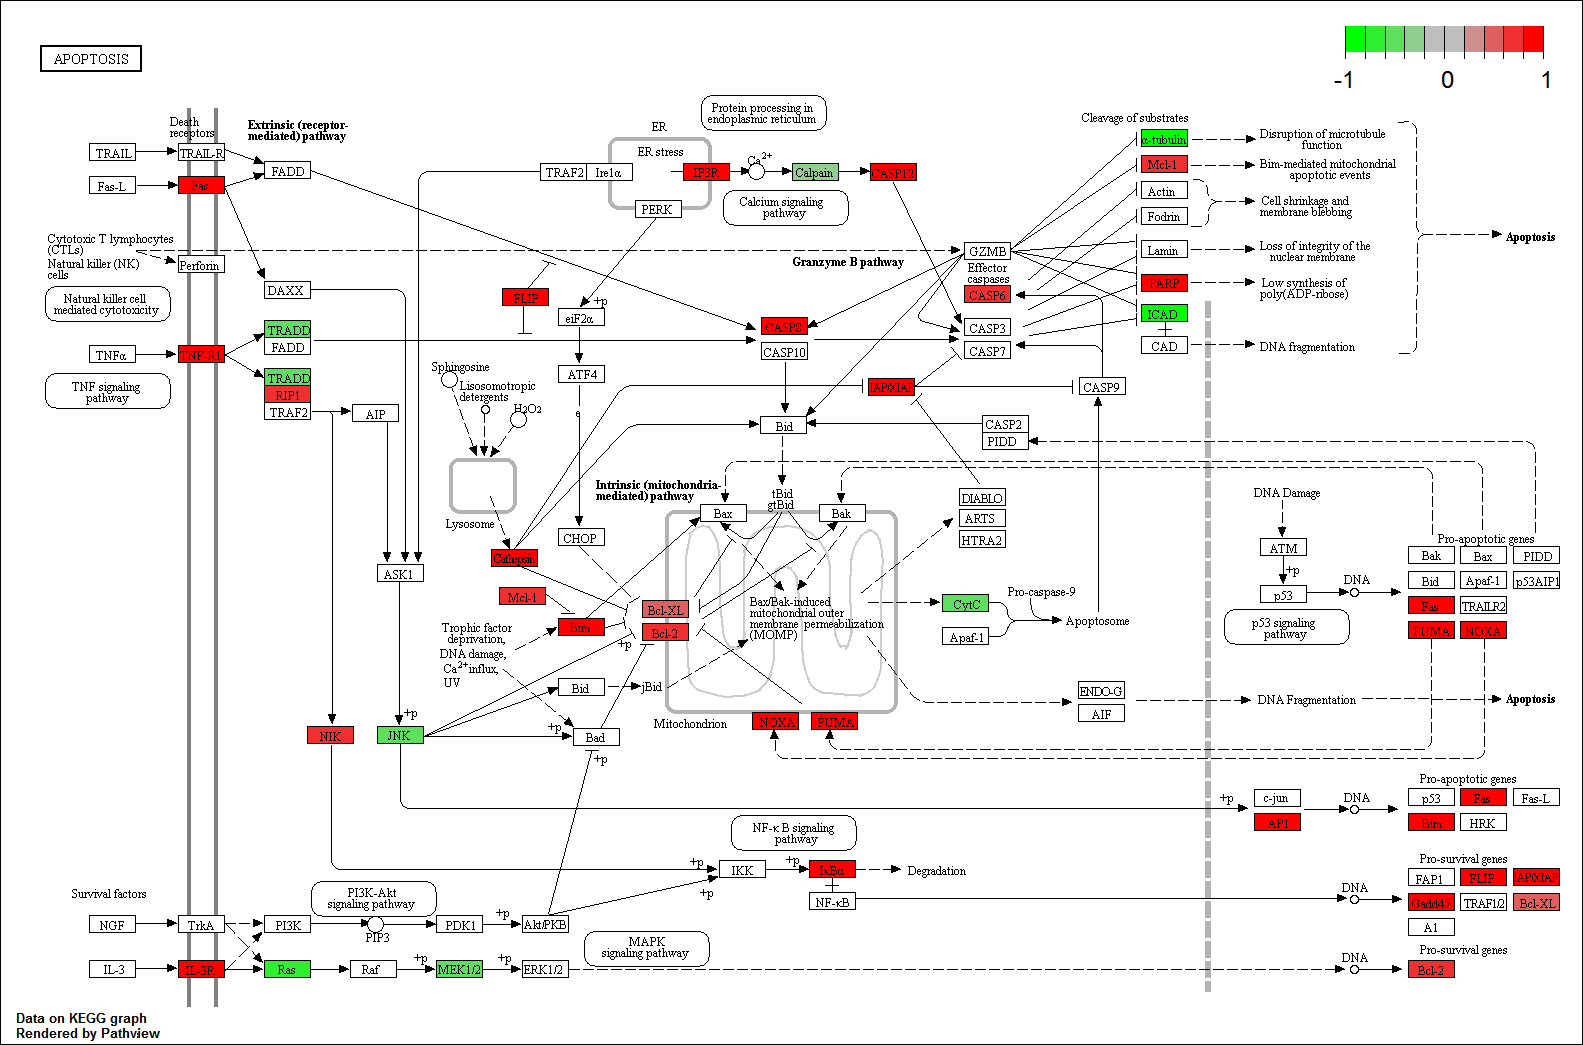 APOPTOSIS
-1
0
1
Death
receptors
Extrinsic (receptor-
mediated) pathway
TRAIL
TRAIL-R
FADD
Fas-L
Fas
Protein processing in
endoplasmic reticulum
ER
ER stress
TRAF2
Ire1α
PERK
IP3R
Ca2+
Calpain
CASP12
Calcium signaling
pathway
Cleavage of substrates
α-tubulin
Disruption of microtubule
function
Mcl-1
Bim-mediated mitochondrial
apoptotic events
Actin
Fodrin
Cell shrinkage and
membrane blebbing
Lamin
Loss of integrity of the
nuclear membrane
PARP
Low synthesis of
poly(ADP-ribose)
ICAD
CAD
DNA fragmentation
Apoptosis
Cytotoxic T lymphocytes
(CTLs)
Natural killer (NK)
cells
Perforin
Natural killer cell
mediated cytotoxicity
DAXX
Granzyme B pathway
GZMB
Effector
caspases
CASP6
CASP3
CASP7
FLIP
+p
eiF2α
CASP8
CASP10
TRADD
FADD
TNFα
TNF-R1
TNF signaling
pathway
TRADD
RIP1
TRAF2
AIP
ATF4
e
IAP/XIAP
CASP9
Sphingosine
Lisosomotropic
detergents
H2O2
Lysosome
Bid
CASP2
PIDD
Intrinsic (mitochondria-
mediated) pathway
tBid
gtBid
Bax
Bak
DIABLO
ARTS
HTRA2
CHOP
Cathepsin
ASK1
Mcl-1
Bim
Bcl-XL
Bcl-2
+p
Trophic factor
deprivation,
DNA damage,
Ca2+ influx,
UV
Bax/Bak-induced
mitochondrial outer
membrane permeabilization
(MOMP)
CytC
Pro-caspase-9
Apaf-1
Apoptosome
Bid
jBid
Mitochondrion
NOXA
PUMA
+p
Bad
+p
NIK
+p
JNK
ENDO-G
AIF
DNA Fragmentation
Apoptosis
DNA Damage
ATM
+p
p53
DNA
p53 signaling
pathway
Pro-apoptotic genes
Bak
Bax
PIDD
Bid
Apaf-1
p53AIP1
Fas
TRAILR2
PUMA
NOXA
+p
c-jun
AP1
DNA
Pro-apoptotic genes
p53
Fas
Fas-L
Bim
HRK
NF-κB signaling
pathway
+p
IKK
+p
+p
IκBα
Degradation
NF-κB
DNA
Pro-survival genes
FAP1
FLIP
IAP/XIAP
Gadd45
TRAF1/2
Bcl-XL
A1
Survival factors
PI3K-Akt
signaling pathway
NGF
TrkA
PI3K
PIP3
PDK1
+p
Akt/PKB
MAPK
signaling pathway
IL-3
IL-3R
Ras
Raf
+p
MEK1/2
+p
ERK1/2
DNA
Pro-survival genes
Bcl-2
Data on KEGG graph
Rendered by Pathview